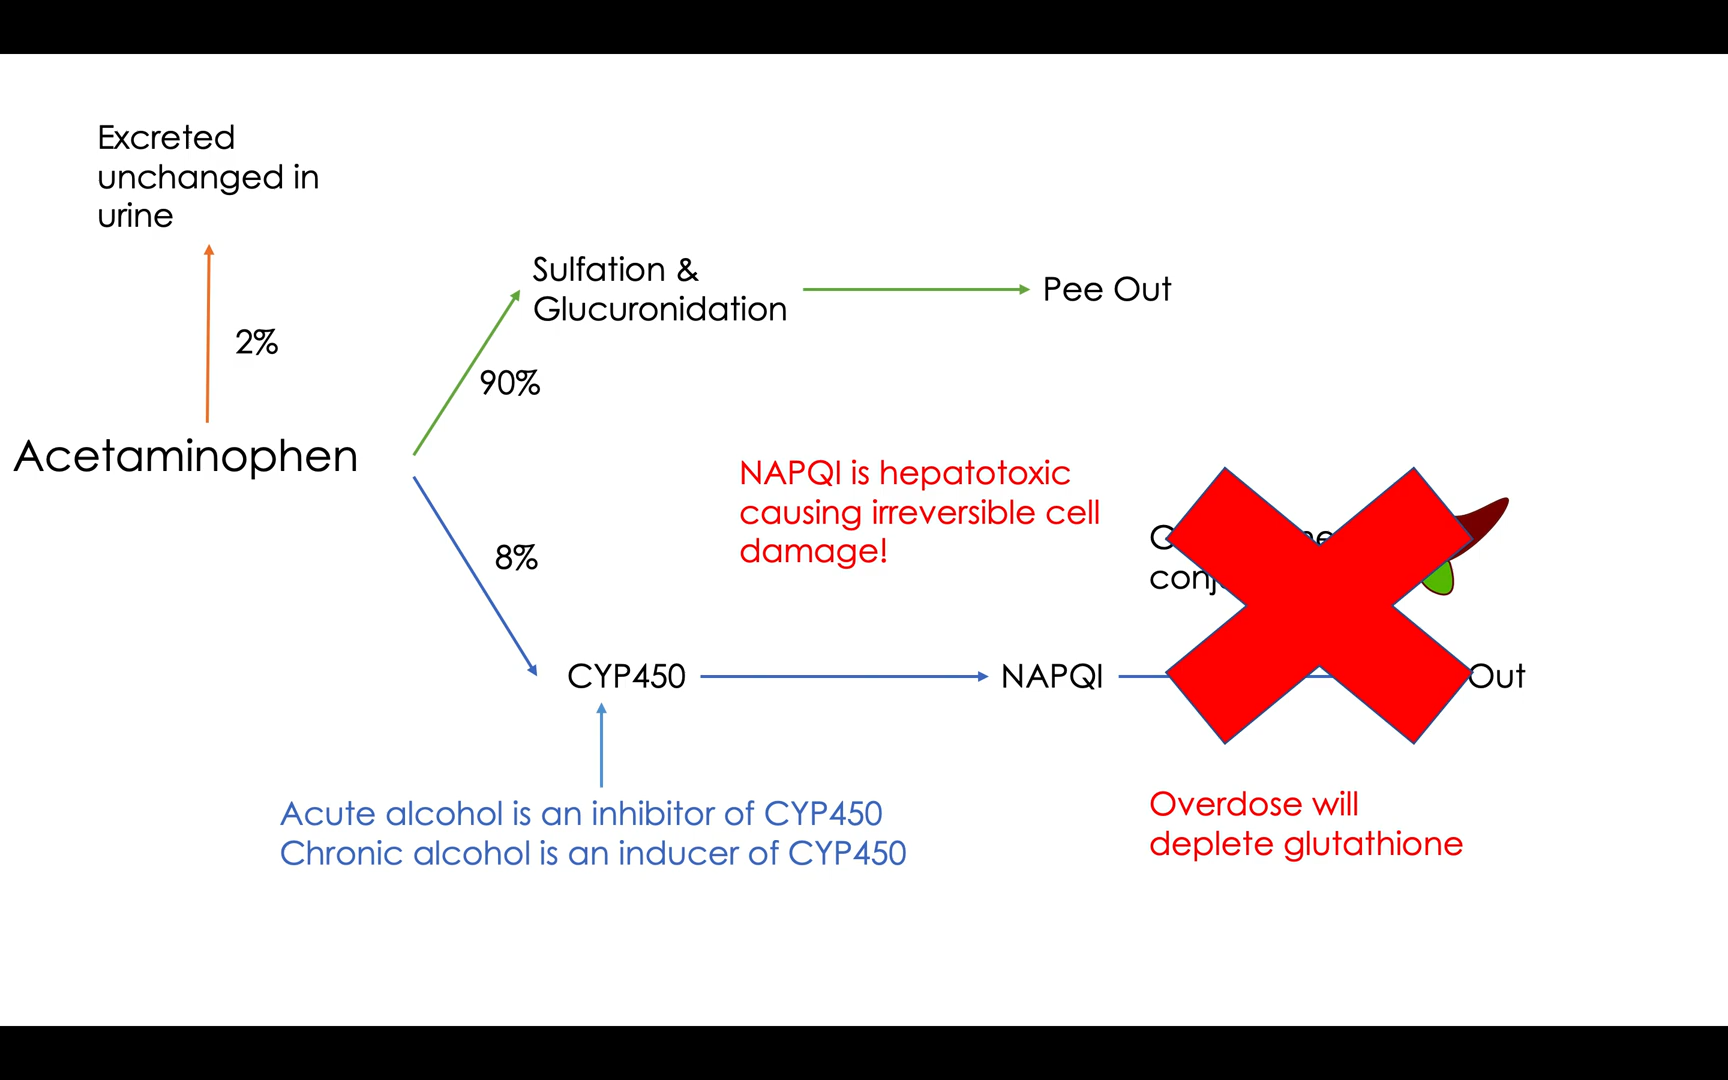 Excreted
unchanged in
urine
2%
Sulfation &
Glucuronidation
Pee Out
90%
Acetaminophen
8%
NAPQI is hepatotoxic
causing irreversible cell
damage!
CYP450
NAPQI
Out
Acute alcohol is an inhibitor of CYP450
Chronic alcohol is an inducer of CYP450
Overdose will
deplete glutathione